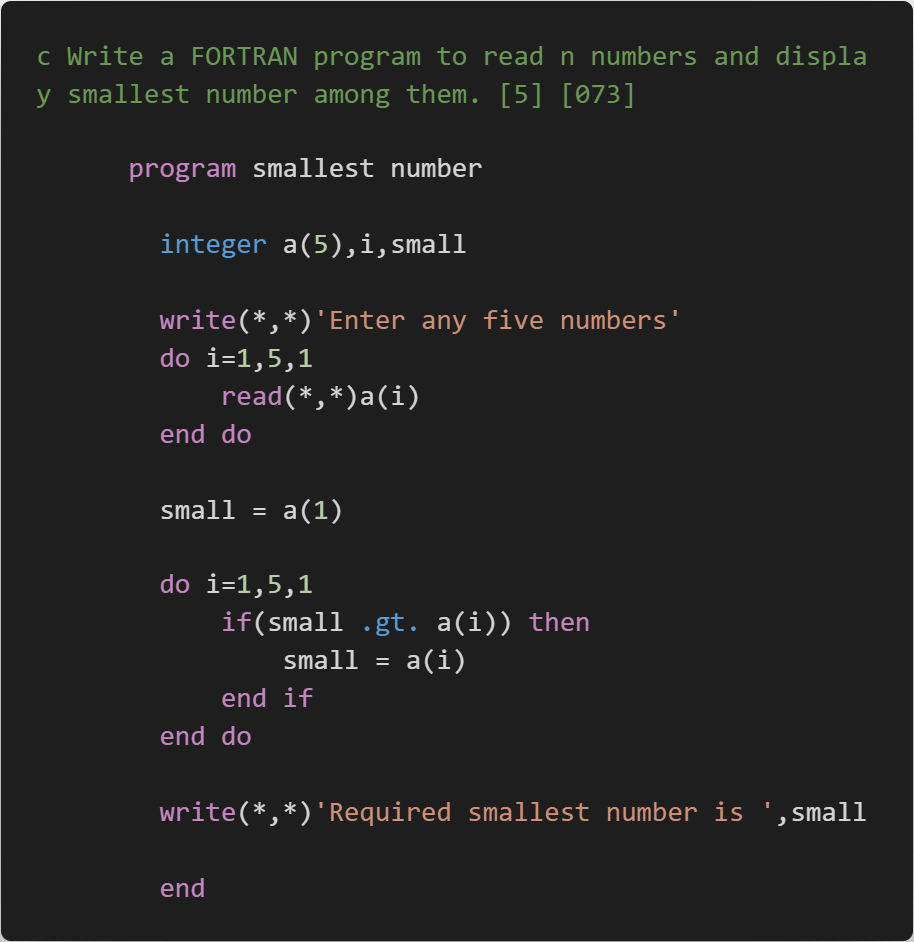 c Write a FORTRAN program to read n numbers and displa
y smallest number among them. [5] [073]
program smallest number
integer a(5),i,small
write(*,*)'Enter any five numbers'
do i=1,5,1
read(*,*)a(i)
end do
small = a(1)
do i=1,5,1
if(small .gt. a(i)) then
small = a(i)
end if
end do
write(*,*)'Required smallest number is ',small
end